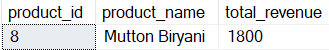 product_id product_name total_revenue
8 Mutton Biryani 1800